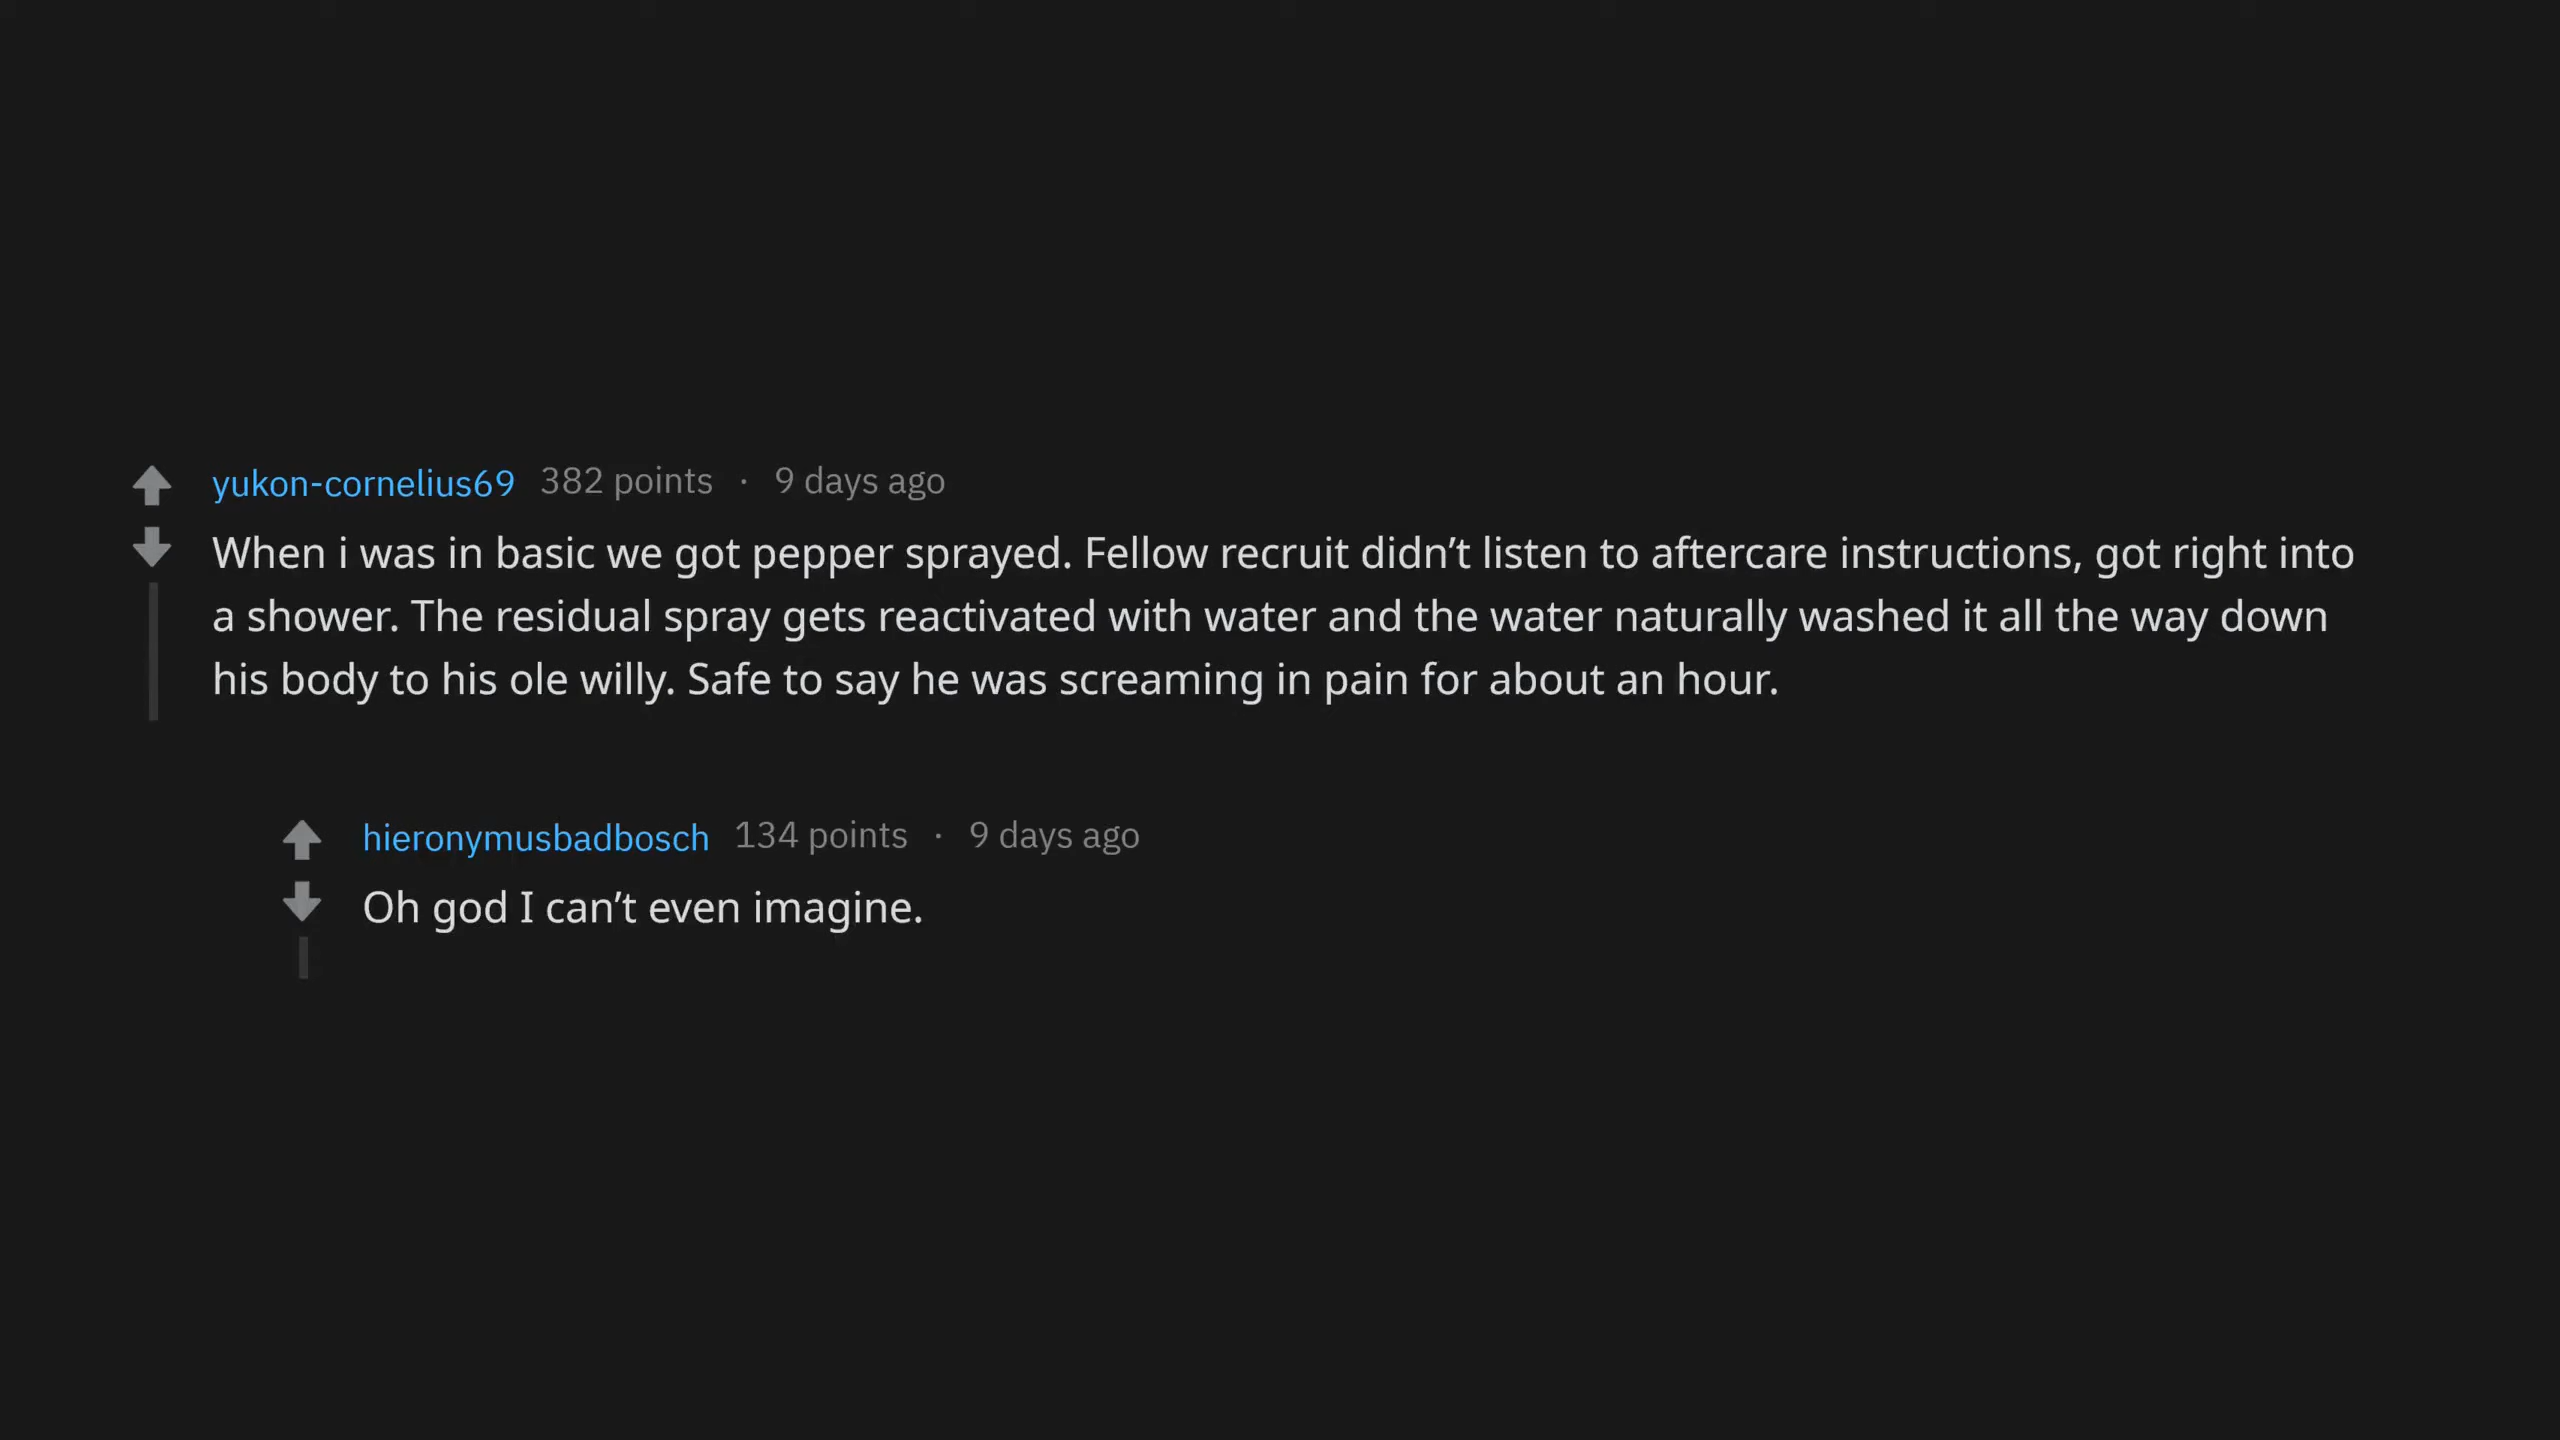 yukon-cornelius69 382 points · 9 days ago
When i was in basic we got pepper sprayed. Fellow recruit didn’t listen to aftercare instructions, got right into
a shower. The residual spray gets reactivated with water and the water naturally washed it all the way down
his body to his ole willy. Safe to say he was screaming in pain for about an hour.
hieronymusbadbosch 134 points · 9 days ago
Oh god I can’t even imagine.